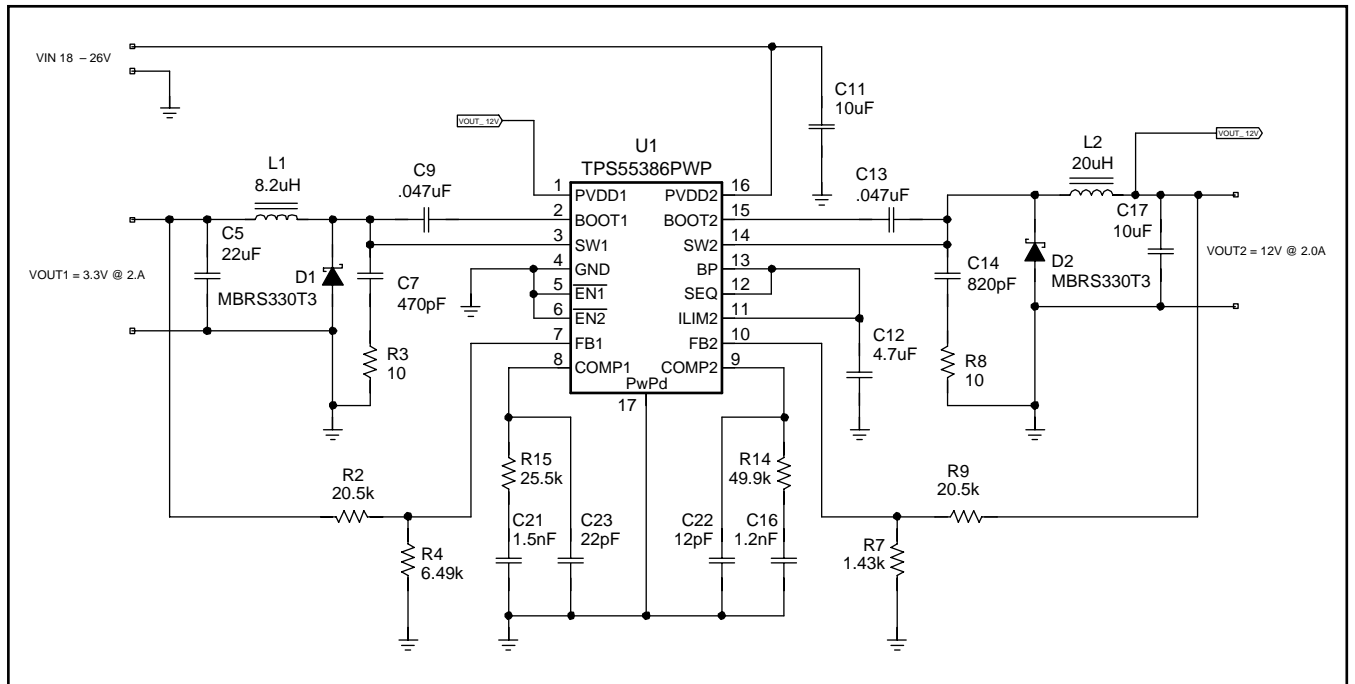 VIN 18 – 26V
C11
10uF
VOUT_ 12V
U1
TPS55386PWP
L1
8.2uH
C9
.047uF
C13
.047uF
L2
20uH
VOUT_ 12V
1 PVDD1 PVDD2 16
2 BOOT1 BOOT2 15
3 SW1 SW2 14
4 GND BP 13
5 EN1 SEQ 12
6 EN2 ILIM2 11
7 FB1 FB2 10
8 COMP1 COMP2 9
PwPd
17
C5
22uF
VOUT1 = 3.3V @ 2.A
D1
MBRS330T3
C7
470pF
R3
10
C17
10uF
VOUT2 = 12V @ 2.0A
D2
MBRS330T3
C14
820pF
C12
4.7uF
R8
10
R2
20.5k
R15
25.5k
R14
49.9k
R9
20.5k
R4
6.49k
C21
1.5nF
C23
22pF
C22
12pF
C16
1.2nF
R7
1.43k